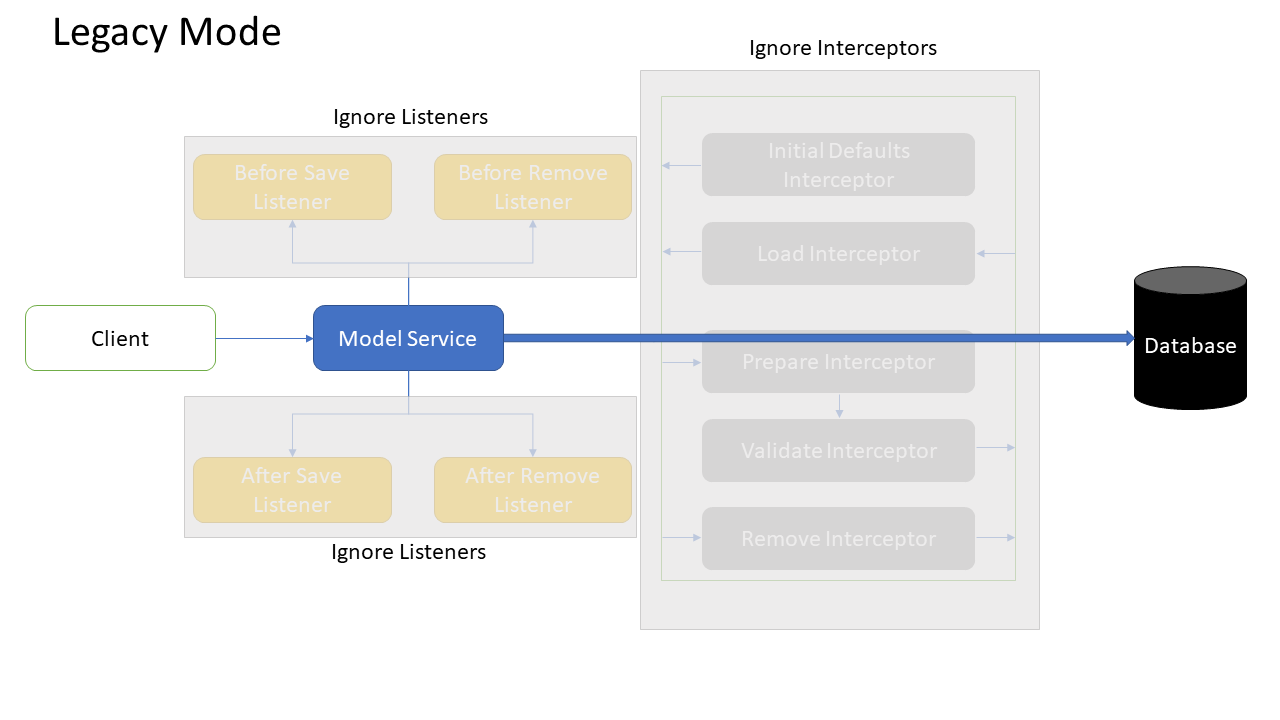 Legacy Mode
Ignore Interceptors
Ignore Listeners
Before Save
Listener
Before Remove
Listener
Initial Defaults
Interceptor
Load Interceptor
Client
Model Service
Database
Prepare Interceptor
Validate Interceptor
After Save
Listener
After Remove
Listener
Remove Interceptor
Ignore Listeners